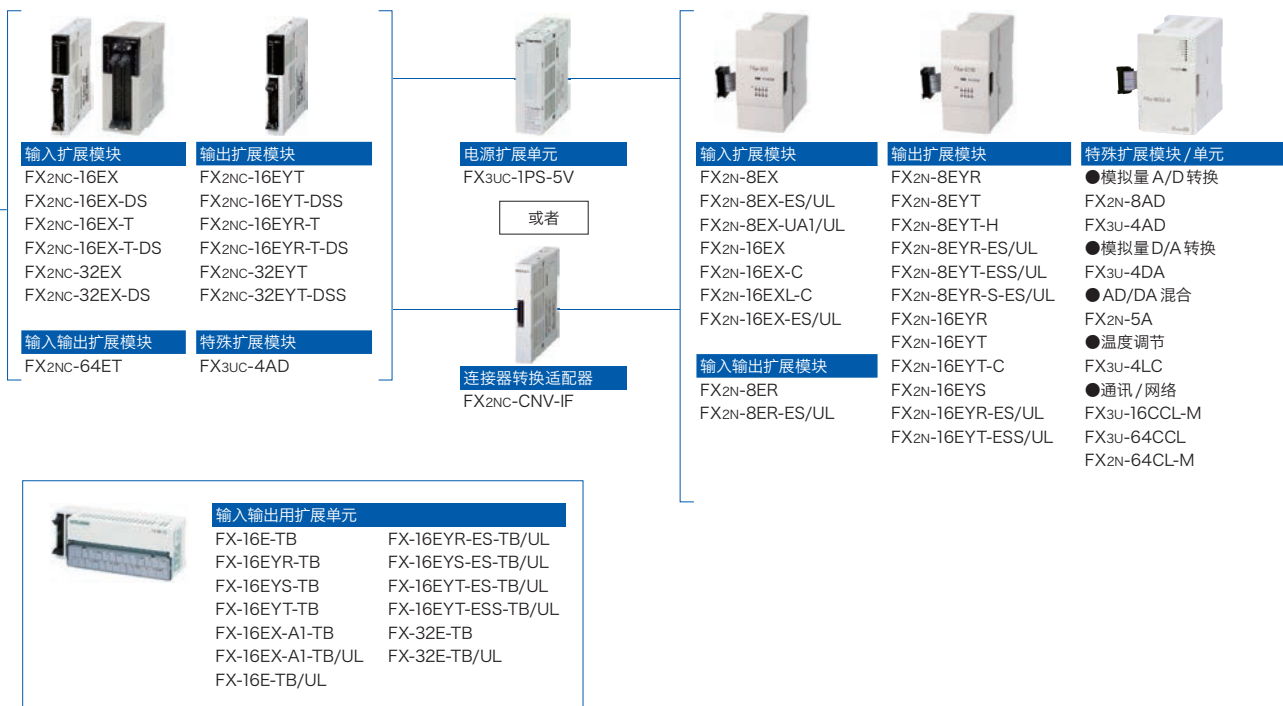 输入扩展模块
FX2NC-16EX
FX2NC-16EX-DS
FX2NC-16EX-T
FX2NC-16EX-T-DS
FX2NC-32EX
FX2NC-32EX-DS
输入输出扩展模块
FX2NC-64ET
输出扩展模块
FX2NC-16EYT
FX2NC-16EYT-DSS
FX2NC-16EYR-T
FX2NC-16EYR-T-DS
FX2NC-32EYT
FX2NC-32EYT-DSS
特殊扩展模块
FX3UC-4AD
电源扩展单元
FX3UC-1PS-5V
或者
连接器转换适配器
FX2NC-CNV-IF
输入扩展模块
FX2N-8EX
FX2N-8EX-ES/UL
FX2N-8EX-UA1/UL
FX2N-16EX
FX2N-16EX-C
FX2N-16EXL-C
FX2N-16EX-ES/UL
输入输出扩展模块
FX2N-8ER
FX2N-8ER-ES/UL
输出扩展模块
FX2N-8EYR
FX2N-8EYT
FX2N-8EYT-H
FX2N-8EYR-ES/UL
FX2N-8EYT-ESS/UL
FX2N-8EYR-S-ES/UL
FX2N-16EYR
FX2N-16EYT
FX2N-16EYT-C
FX2N-16EYS
FX2N-16EYR-ES/UL
FX2N-16EYT-ESS/UL
特殊扩展模块/单元
●模拟量A/D转换
FX2N-8AD
FX3U-4AD
●模拟量D/A转换
FX3U-4DA
●AD/DA混合
FX2N-5A
●温度调节
FX3U-4LC
●通讯/网络
FX3U-16CCL-M
FX3U-64CCL
FX2N-64CL-M
输入输出用扩展单元
FX-16E-TB
FX-16EYR-TB
FX-16EYS-TB
FX-16EYT-TB
FX-16EX-A1-TB
FX-16EX-A1-TB/UL
FX-16E-TB/UL
FX-16EYR-ES-TB/UL
FX-16EYS-ES-TB/UL
FX-16EYT-ES-TB/UL
FX-16EYT-ESS-TB/UL
FX-32E-TB
FX-32E-TB/UL